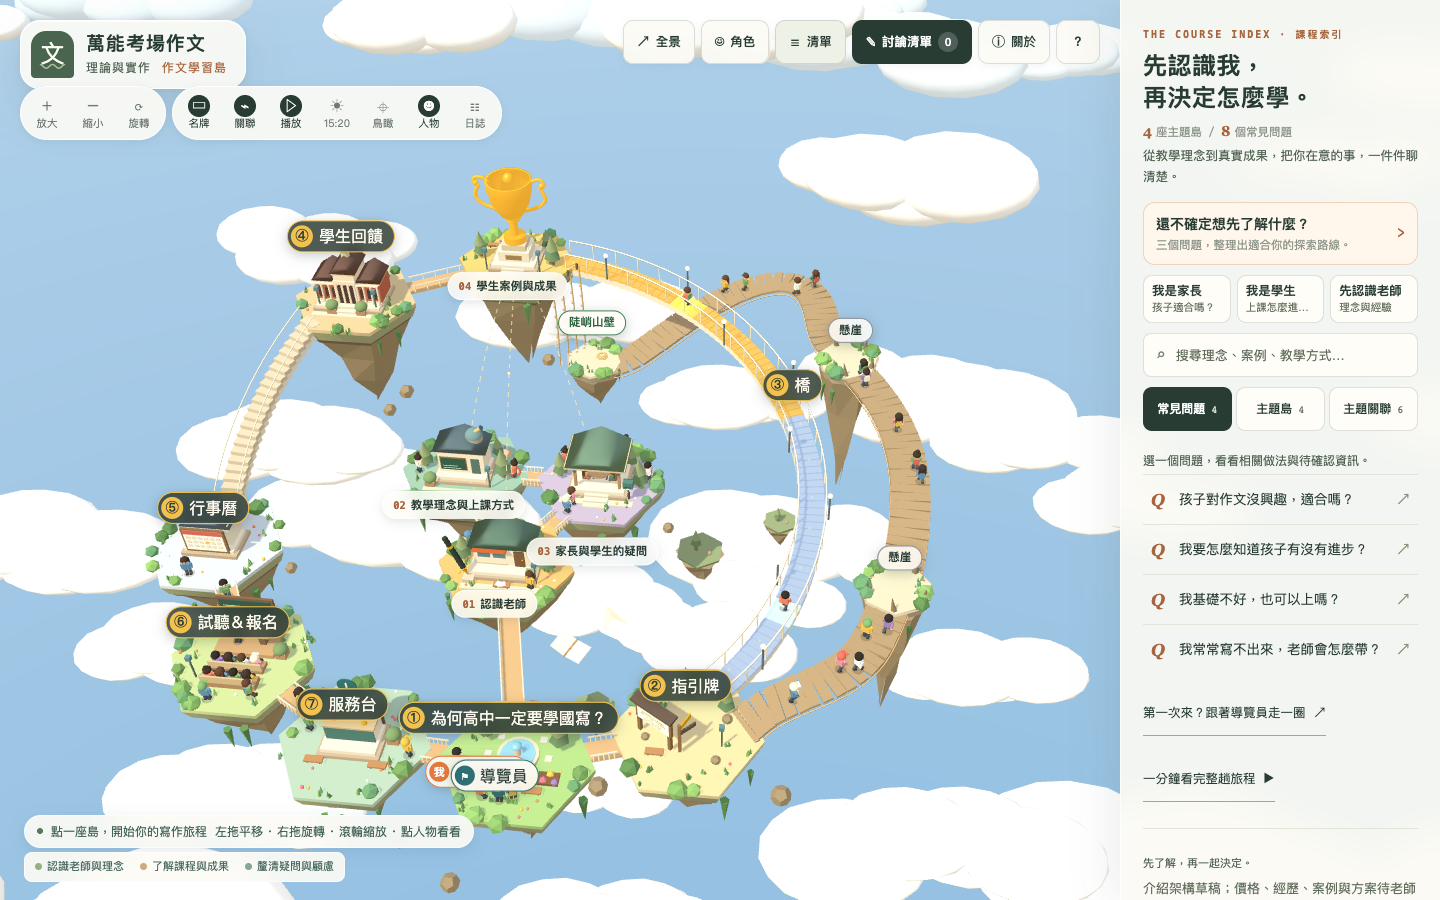 文
萬能考場作文
理論與實作 作文學習島
↗ 全景
☺ 角色
≡ 清單
✎ 討論清單 0
ⓘ 關於
?
放大
縮小
旋轉
名牌
關聯
播放
15:20
鳥瞰
人物
日誌
④ 學生回饋
04 學生案例與成果
陡峭山壁
懸崖
③ 橋
02 教學理念與上課方式
⑤ 行事曆
03 家長與學生的疑問
懸崖
01 認識老師
⑥ 試聽&報名
② 指引牌
⑦ 服務台
① 為何高中一定要學國寫?
我
導覽員
點一座島,開始你的寫作旅程 左拖平移・右拖旋轉・滾輪縮放・點人物看看
認識老師與理念
了解課程與成果
釐清疑問與顧慮
THE COURSE INDEX · 課程索引
先認識我,
再決定怎麼學。
4 座主題島 / 8 個常見問題
從教學理念到真實成果,把你在意的事,一件件聊
清楚。
還不確定想先了解什麼?
三個問題,整理出適合你的探索路線。
我是家長
孩子適合嗎?
我是學生
上課怎麼進…
先認識老師
理念與經驗
搜尋理念、案例、教學方式…
常見問題 4
主題島 4
主題關聯 6
選一個問題,看看相關做法與待確認資訊。
Q 孩子對作文沒興趣,適合嗎? ↗
Q 我要怎麼知道孩子有沒有進步? ↗
Q 我基礎不好,也可以上嗎? ↗
Q 我常常寫不出來,老師會怎麼帶? ↗
第一次來?跟著導覽員走一圈 ↗
一分鐘看完整趟旅程 ▶
先了解,再一起決定。
介紹架構草稿;價格、經歷、案例與方案待老師